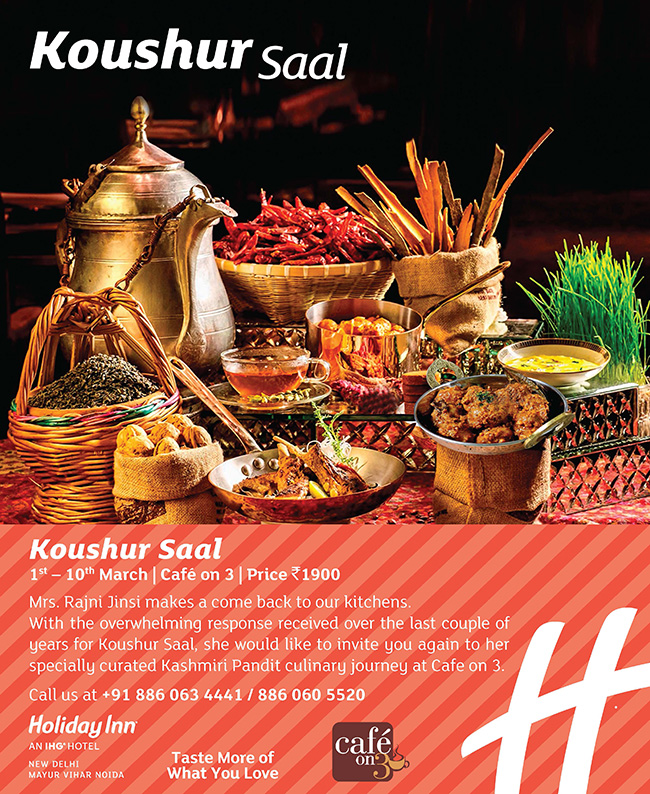 Koushur Saal
Koushur Saal
1st – 10th March | Café on 3 | Price ₹1900
Mrs. Rajni Jinsi makes a come back to our kitchens.
With the overwhelming response received over the last couple of
years for Koushur Saal, she would like to invite you again to her
specially curated Kashmiri Pandit culinary journey at Cafe on 3.
Call us at +91 886 063 4441 / 886 060 5520
Holiday Inn
AN IHG® HOTEL
NEW DELHI
MAYUR VIHAR NOIDA
Taste More of
What You Love
café
on 3
H